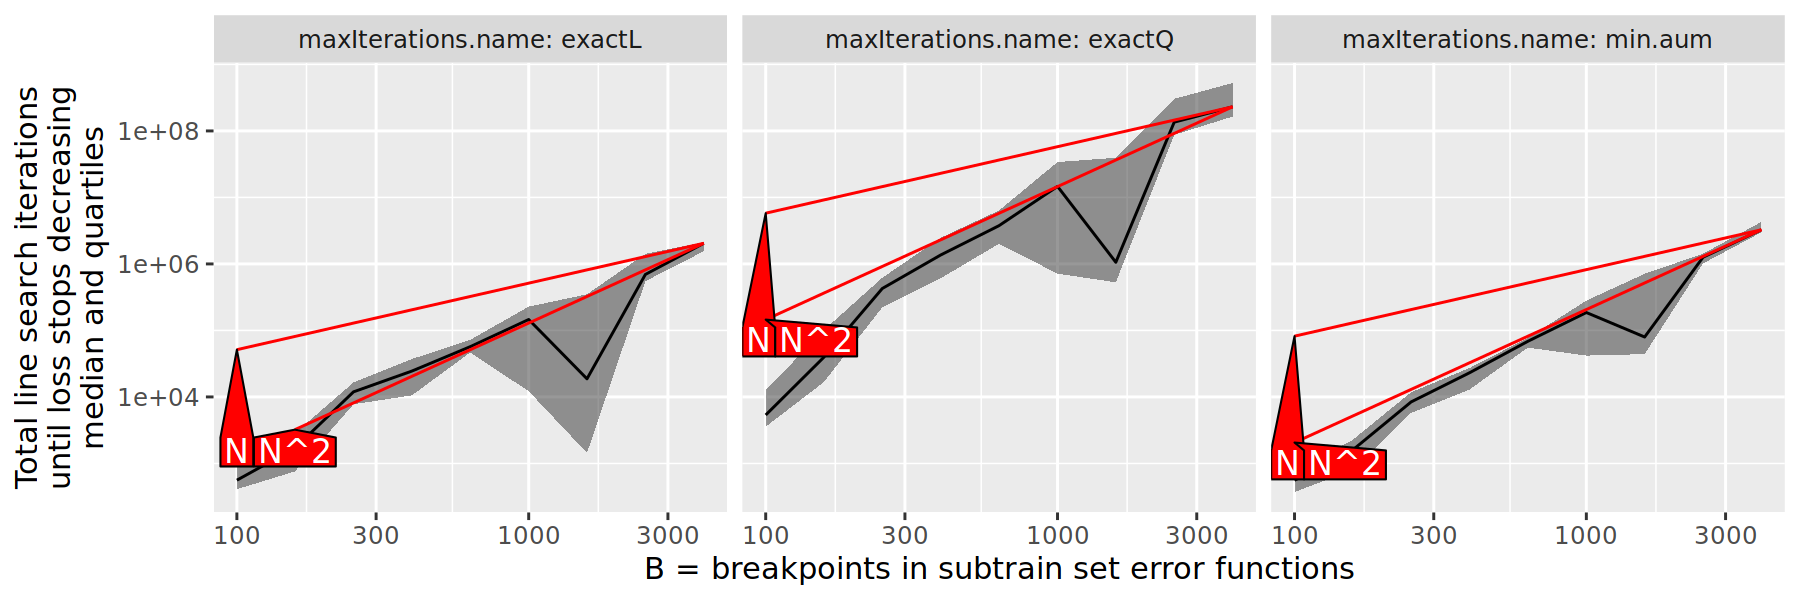 maxIterations.name: exactL
maxIterations.name: exactQ
maxIterations.name: min.aum
Total line search iterations
until loss stops decreasing
median and quartiles
1e+08
1e+06
1e+04
N
N^2
N
N^2
N
N^2
100
300
1000
3000
100
300
1000
3000
100
300
1000
3000
B = breakpoints in subtrain set error functions